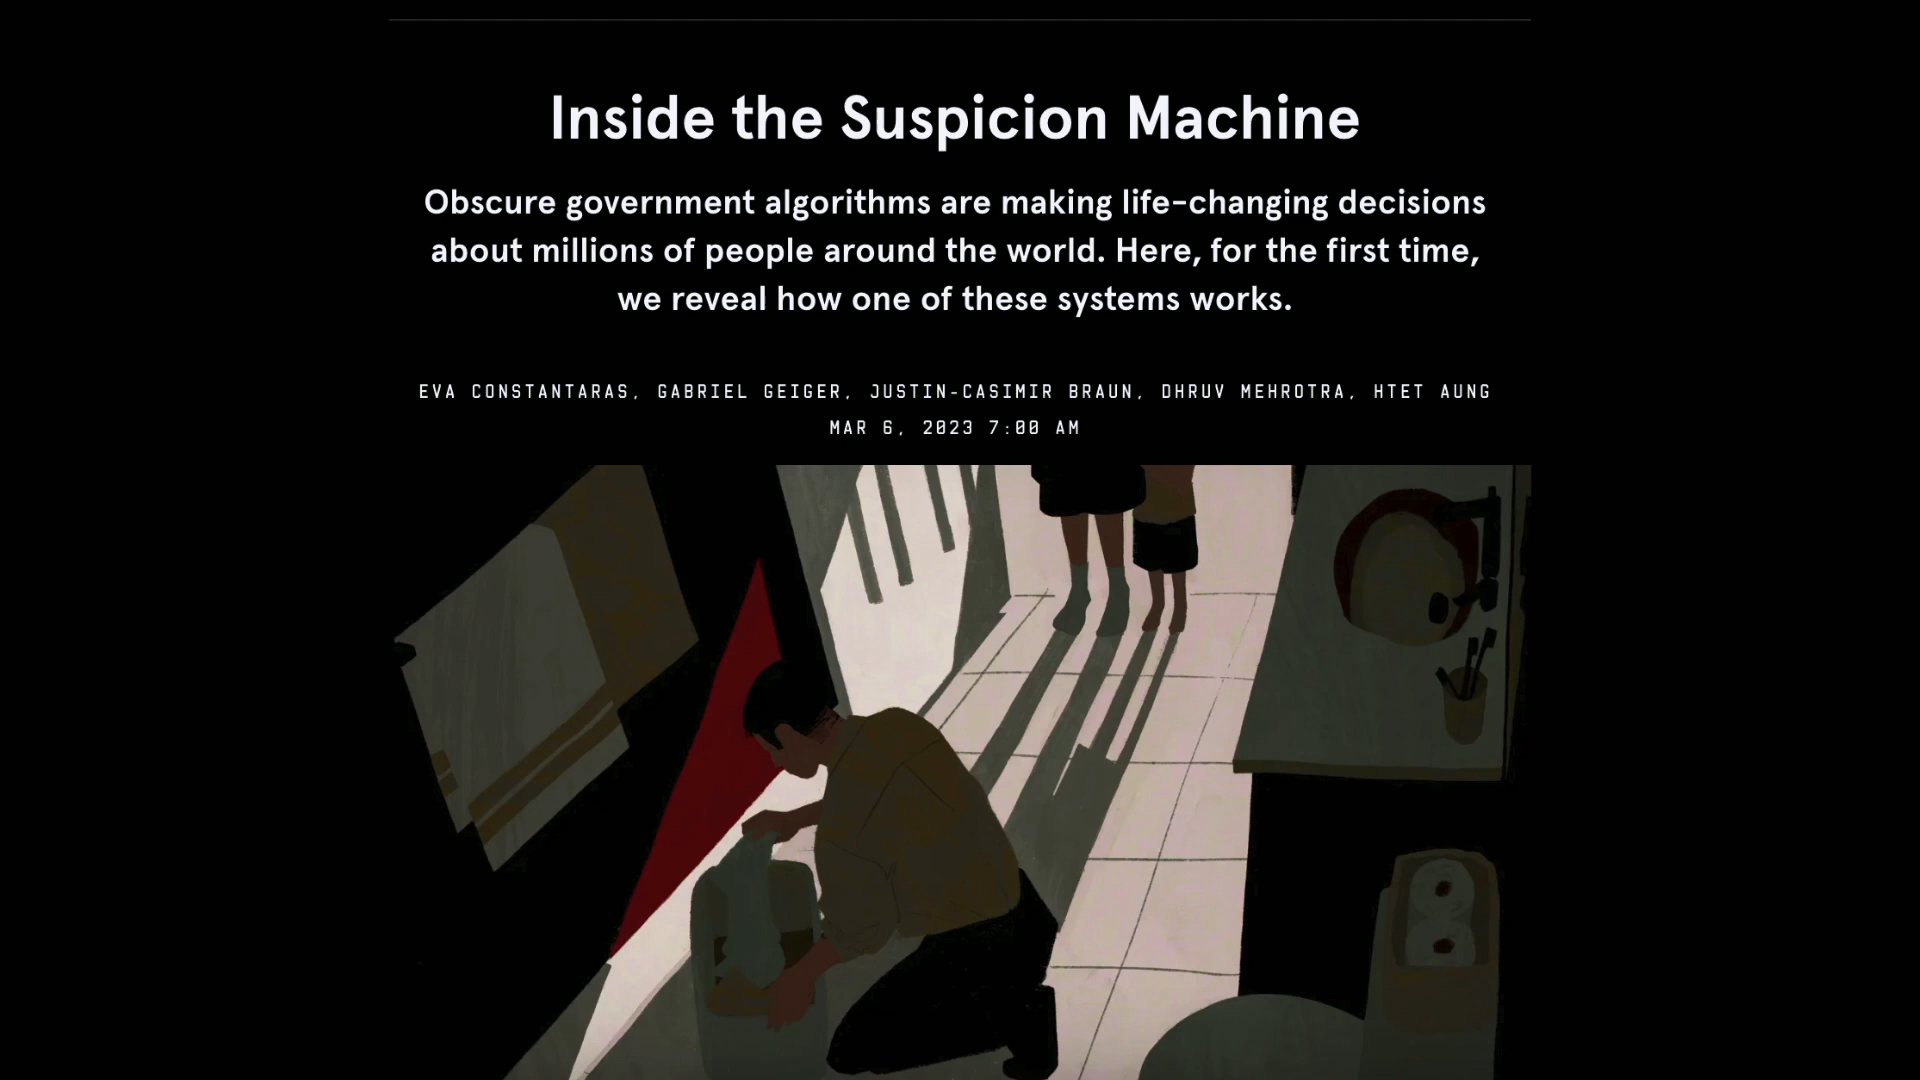 Inside the Suspicion Machine
Obscure government algorithms are making life-changing decisions
about millions of people around the world. Here, for the first time,
we reveal how one of these systems works.
EVA CONSTANTARAS, GABRIEL GEIGER, JUSTIN-CASIMIR BRAUN, DHRUV MEHROTRA, HTET AUNG
MAR 6, 2023 7:00 AM